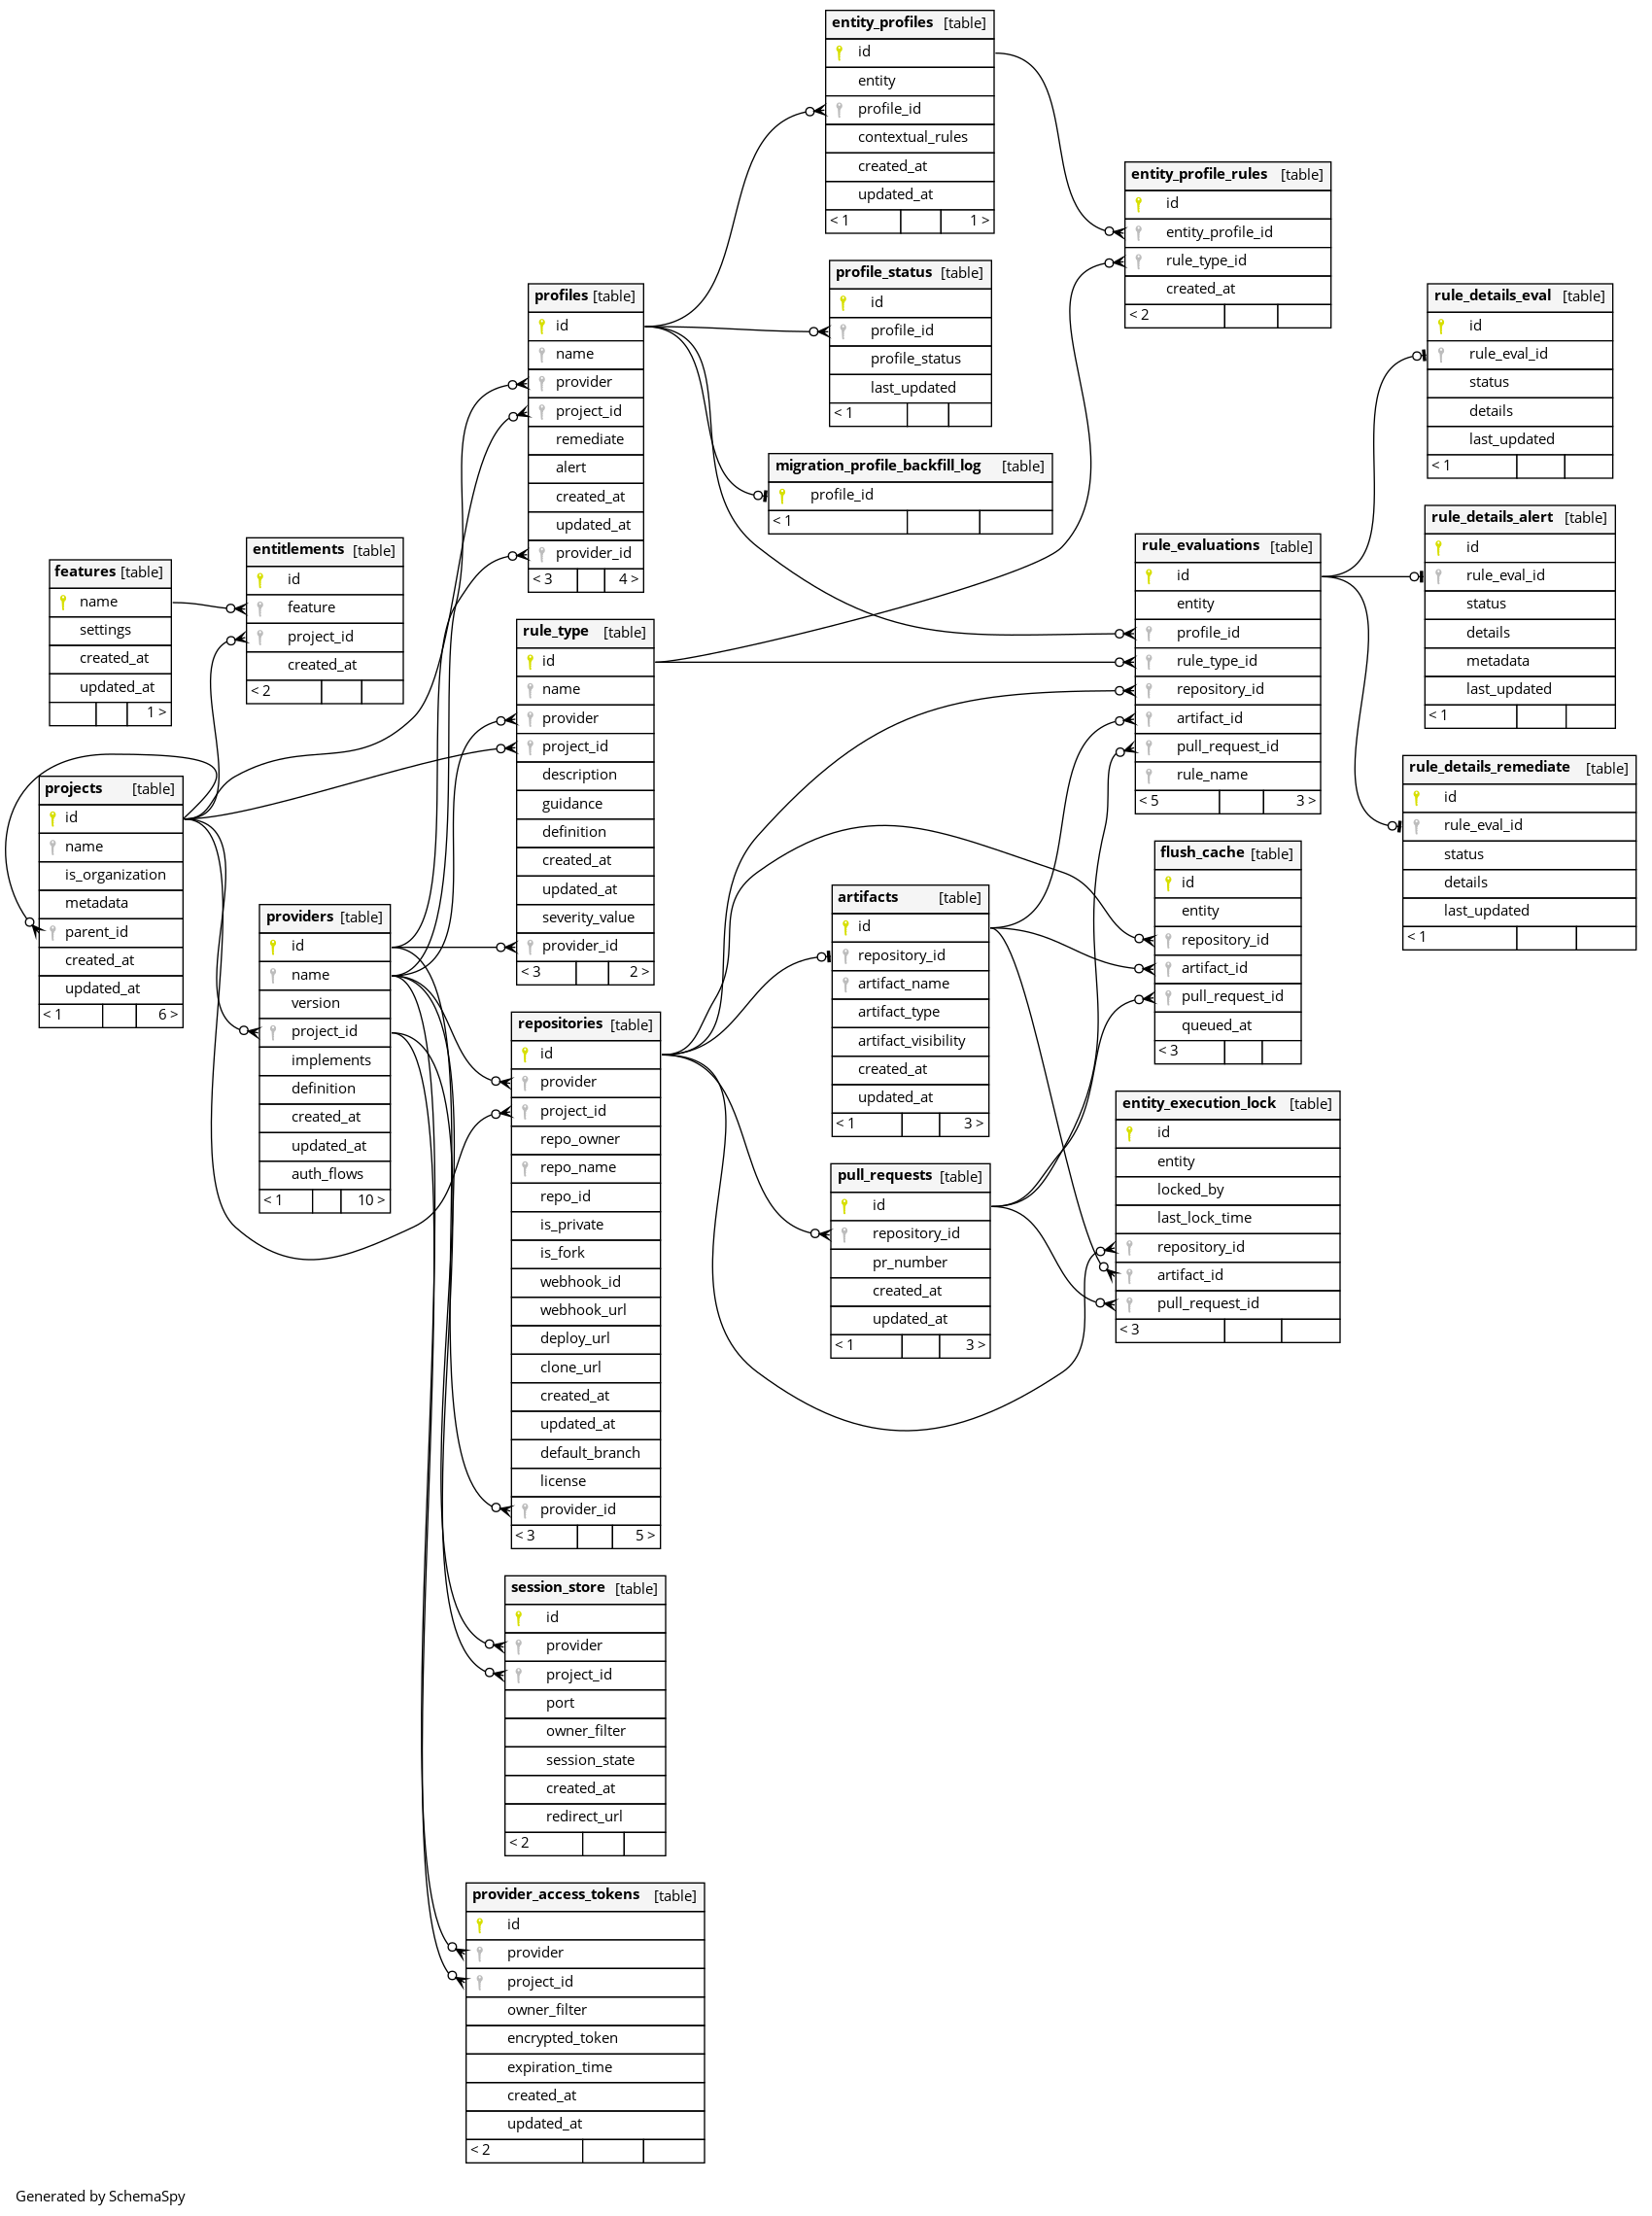 entity_profiles [table]
id
entity
profile_id
contextual_rules
created_at
updated_at
< 1 1 >
entity_profile_rules [table]
id
entity_profile_id
rule_type_id
created_at
< 2
profile_status [table]
id
profile_id
profile_status
last_updated
< 1
profiles [table]
id
name
provider
project_id
remediate
alert
created_at
updated_at
provider_id
< 3 4 >
rule_details_eval [table]
id
rule_eval_id
status
details
last_updated
< 1
migration_profile_backfill_log [table]
profile_id
< 1
rule_details_alert [table]
id
rule_eval_id
status
details
metadata
last_updated
< 1
rule_evaluations [table]
id
entity
profile_id
rule_type_id
repository_id
artifact_id
pull_request_id
rule_name
< 5 3 >
entitlements [table]
id
feature
project_id
created_at
< 2
features [table]
name
settings
created_at
updated_at
1 >
rule_type [table]
id
name
provider
project_id
description
guidance
definition
created_at
updated_at
severity_value
provider_id
< 3 2 >
rule_details_remediate [table]
id
rule_eval_id
status
details
last_updated
< 1
projects [table]
id
name
is_organization
metadata
parent_id
created_at
updated_at
< 1 6 >
flush_cache [table]
id
entity
repository_id
artifact_id
pull_request_id
queued_at
< 3
artifacts [table]
id
repository_id
artifact_name
artifact_type
artifact_visibility
created_at
updated_at
< 1 3 >
providers [table]
id
name
version
project_id
implements
definition
created_at
updated_at
auth_flows
< 1 10 >
repositories [table]
id
provider
project_id
repo_owner
repo_name
repo_id
is_private
is_fork
webhook_id
webhook_url
deploy_url
clone_url
created_at
updated_at
default_branch
license
provider_id
< 3 5 >
entity_execution_lock [table]
id
entity
locked_by
last_lock_time
repository_id
artifact_id
pull_request_id
< 3
pull_requests [table]
id
repository_id
pr_number
created_at
updated_at
< 1 3 >
session_store [table]
id
provider
project_id
port
owner_filter
session_state
created_at
redirect_url
< 2
provider_access_tokens [table]
id
provider
project_id
owner_filter
encrypted_token
expiration_time
created_at
updated_at
< 2
Generated by SchemaSpy